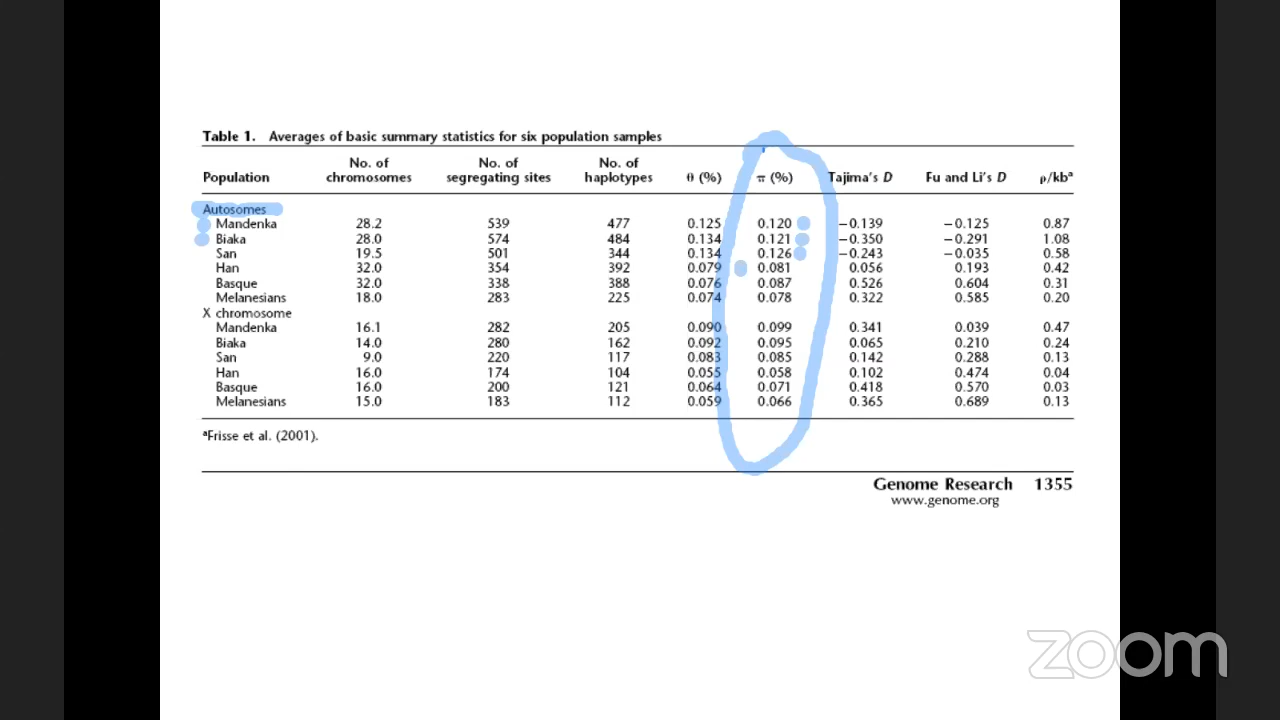 Table 1. Averages of basic summary statistics for six population samples
Population No. of chromosomes No. of segregating sites No. of haplotypes θ (%) π (%) Tajima's D Fu and Li's D ρ/kbᵃ
Autosomes
Mandenka 28.2 539 477 0.125 0.120 −0.139 −0.125 0.87
Biaka 28.0 574 484 0.134 0.121 −0.350 −0.291 1.08
San 19.5 501 344 0.134 0.126 −0.243 −0.035 0.58
Han 32.0 354 392 0.079 0.081 0.056 0.193 0.42
Basque 32.0 338 388 0.076 0.087 0.526 0.604 0.31
Melanesians 18.0 283 225 0.074 0.078 0.322 0.585 0.20
X chromosome
Mandenka 16.1 282 205 0.090 0.099 0.341 0.039 0.47
Biaka 14.0 280 162 0.092 0.095 0.065 0.210 0.24
San 9.0 220 117 0.083 0.085 0.142 0.288 0.13
Han 16.0 174 104 0.055 0.058 0.102 0.474 0.04
Basque 16.0 200 121 0.064 0.071 0.418 0.570 0.03
Melanesians 15.0 183 112 0.059 0.066 0.365 0.689 0.13
ᵃFrisse et al. (2001).
Genome Research 1355
www.genome.org
zoom